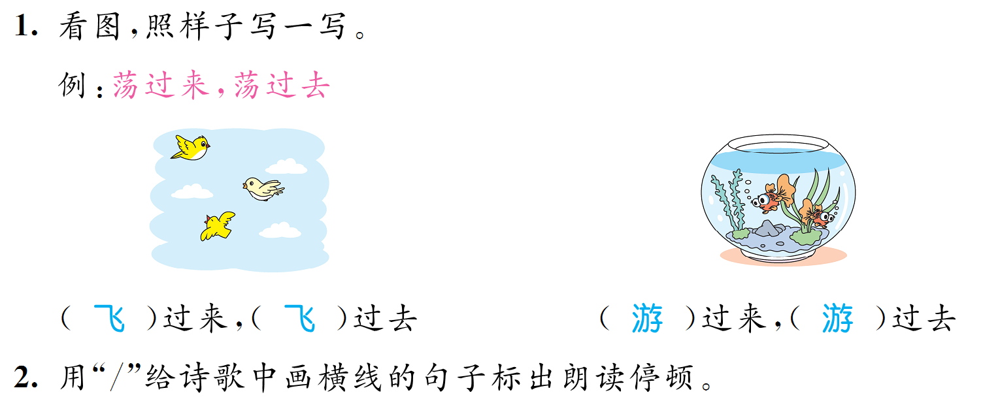 1. 看图,照样子写一写。
例:荡过来,荡过去
(飞)过来,(飞)过去 (游)过来,(游)过去
2. 用“/”给诗歌中画横线的句子标出朗读停顿。